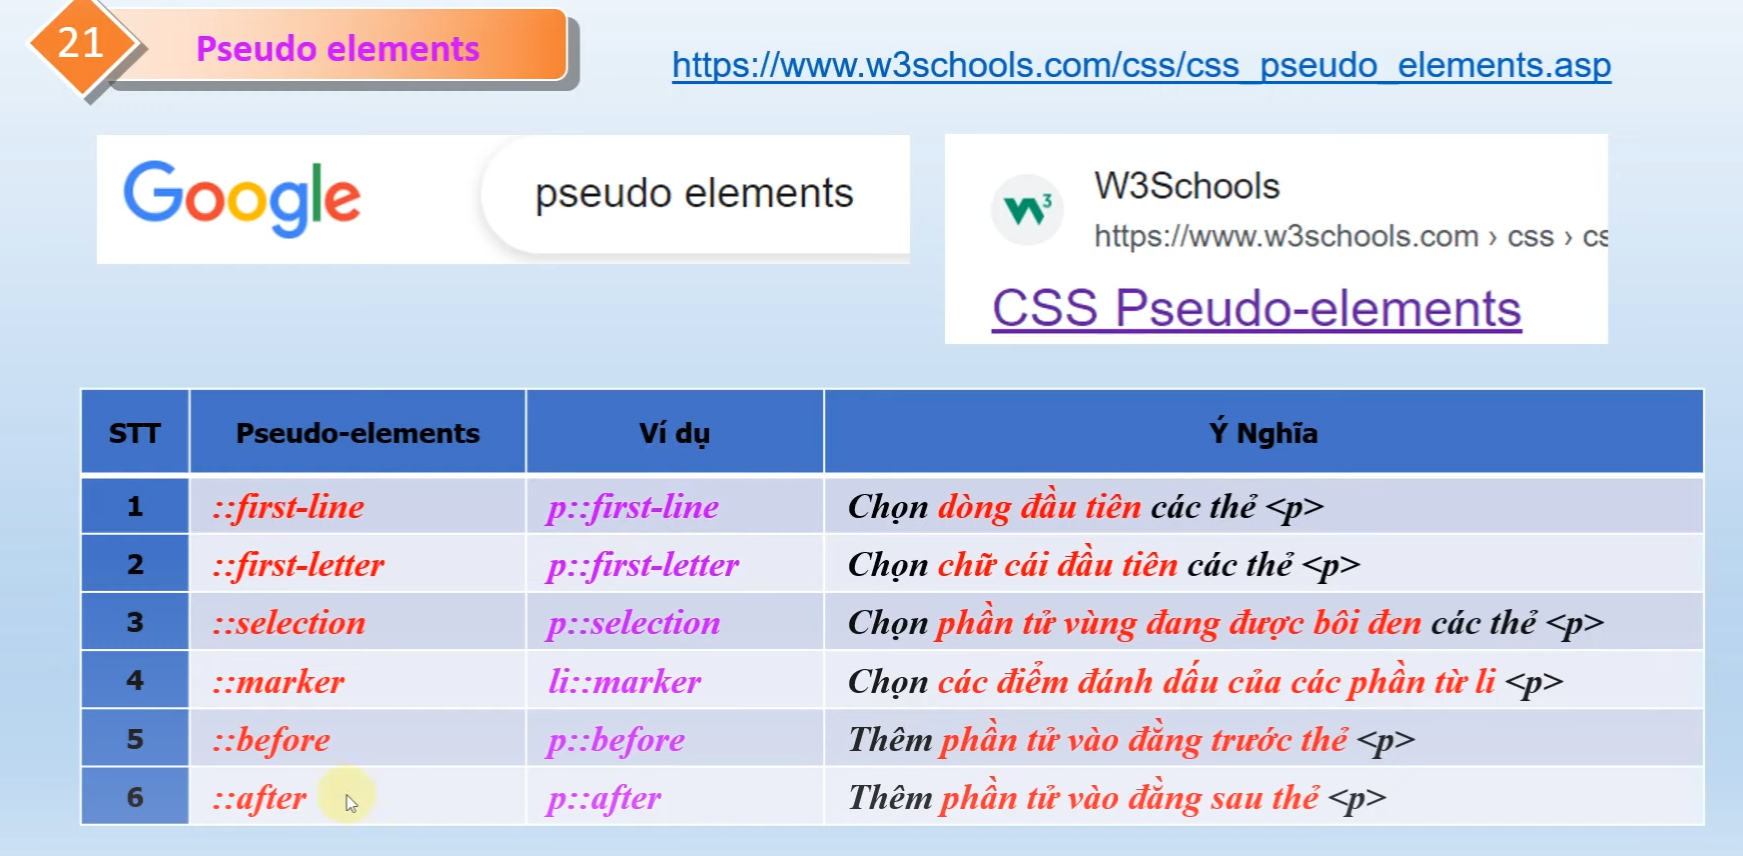 21
Pseudo elements
https://www.w3schools.com/css/css_pseudo_elements.asp
Google
pseudo elements
W3Schools
https://www.w3schools.com › css › cs
CSS Pseudo-elements
STT Pseudo-elements Ví dụ Ý Nghĩa
1 ::first-line p::first-line Chọn dòng đầu tiên các thẻ <p>
2 ::first-letter p::first-letter Chọn chữ cái đầu tiên các thẻ <p>
3 ::selection p::selection Chọn phần tử vùng đang được bôi đen các thẻ <p>
4 ::marker li::marker Chọn các điểm đánh dấu của các phần từ li <p>
5 ::before p::before Thêm phần tử vào đằng trước thẻ <p>
6 ::after p::after Thêm phần tử vào đằng sau thẻ <p>